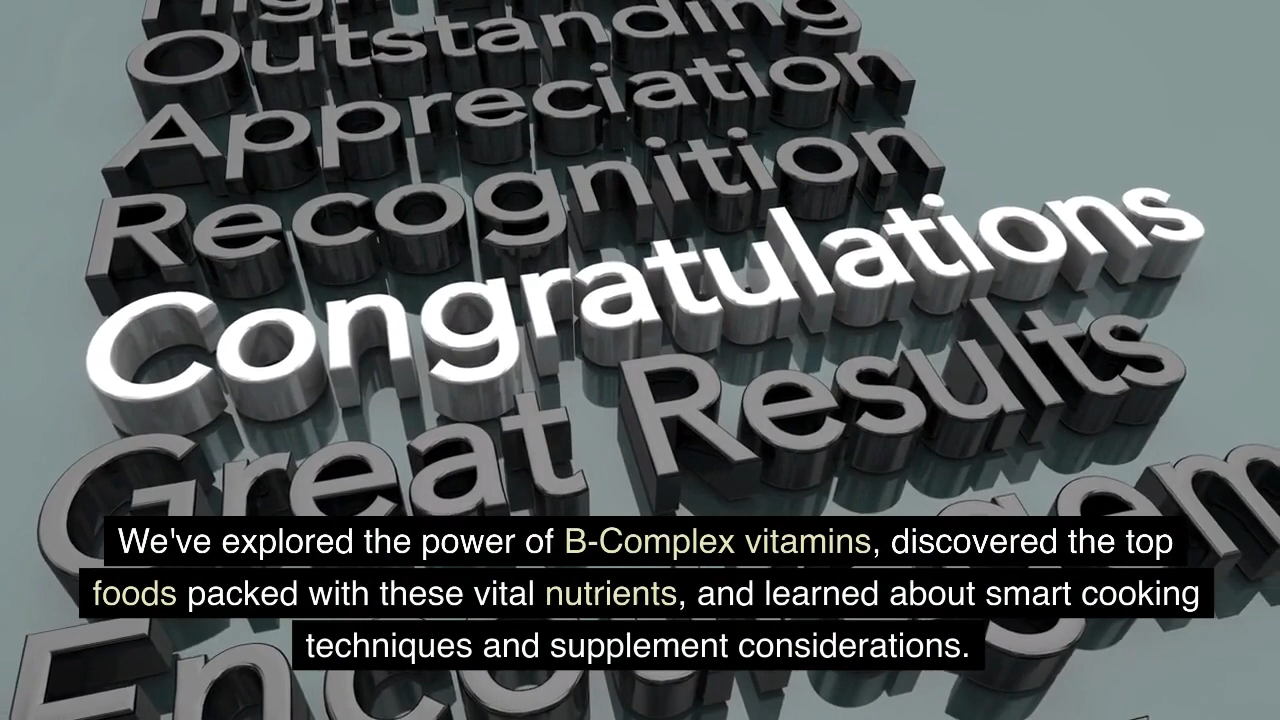 High
Outstanding
Appreciation
Recognition
Congratulations
Great Results
We've explored the power of B-Complex vitamins, discovered the top
foods packed with these vital nutrients, and learned about smart cooking
techniques and supplement considerations.